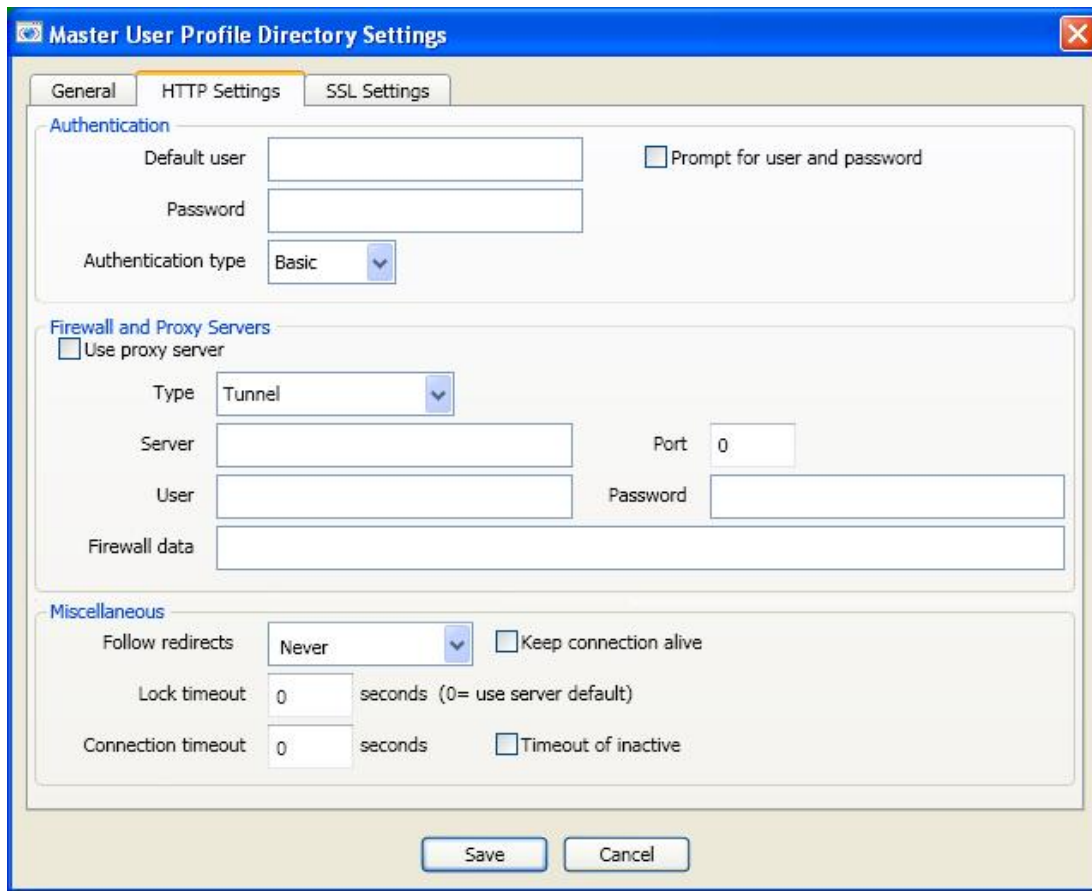 Master User Profile Directory Settings
General HTTP Settings SSL Settings
Authentication
Default user Prompt for user and password
Password
Authentication type Basic
Firewall and Proxy Servers
Use proxy server
Type Tunnel
Server Port 0
User Password
Firewall data
Miscellaneous
Follow redirects Never Keep connection alive
Lock timeout 0 seconds (0= use server default)
Connection timeout 0 seconds Timeout of inactive
Save Cancel